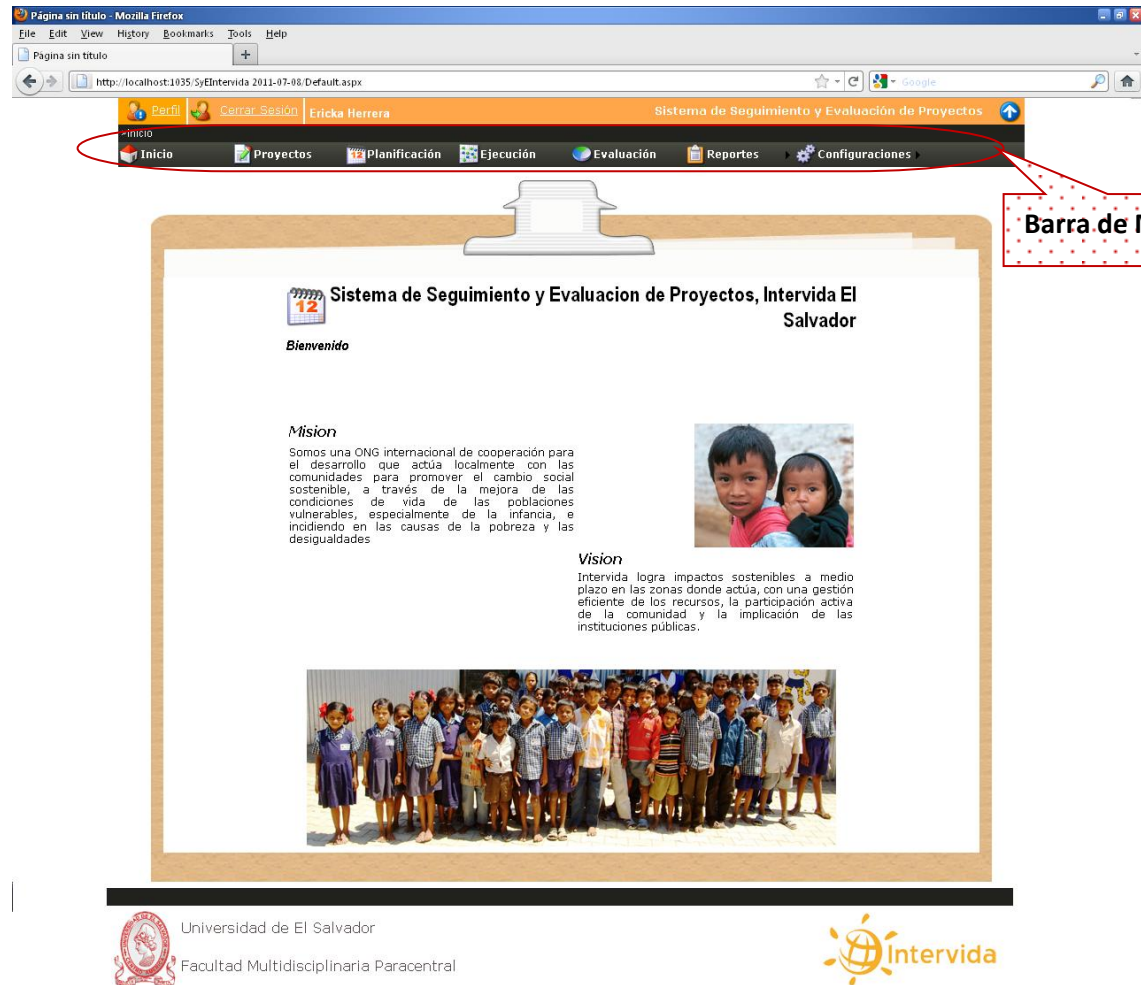 Página sin título - Mozilla Firefox
File Edit View History Bookmarks Tools Help
Página sin título
http://localhost:1035/SyEIntervida 2011-07-08/Default.aspx
Google
Perfil Cerrar Sesión Ericka Herrera Sistema de Seguimiento y Evaluación de Proyectos
>Inicio
Inicio Proyectos Planificación Ejecución Evaluación Reportes Configuraciones
Barra de
12 Sistema de Seguimiento y Evaluacion de Proyectos, Intervida El
Salvador
Bienvenido
Mision
Somos una ONG internacional de cooperación para
el desarrollo que actúa localmente con las
comunidades para promover el cambio social
sostenible, a través de la mejora de las
condiciones de vida de las poblaciones
vulnerables, especialmente de la infancia, e
incidiendo en las causas de la pobreza y las
desigualdades
Vision
Intervida logra impactos sostenibles a medio
plazo en las zonas donde actúa, con una gestión
eficiente de los recursos, la participación activa
de la comunidad y la implicación de las
instituciones públicas.
Universidad de El Salvador
Facultad Multidisciplinaria Paracentral
Intervida